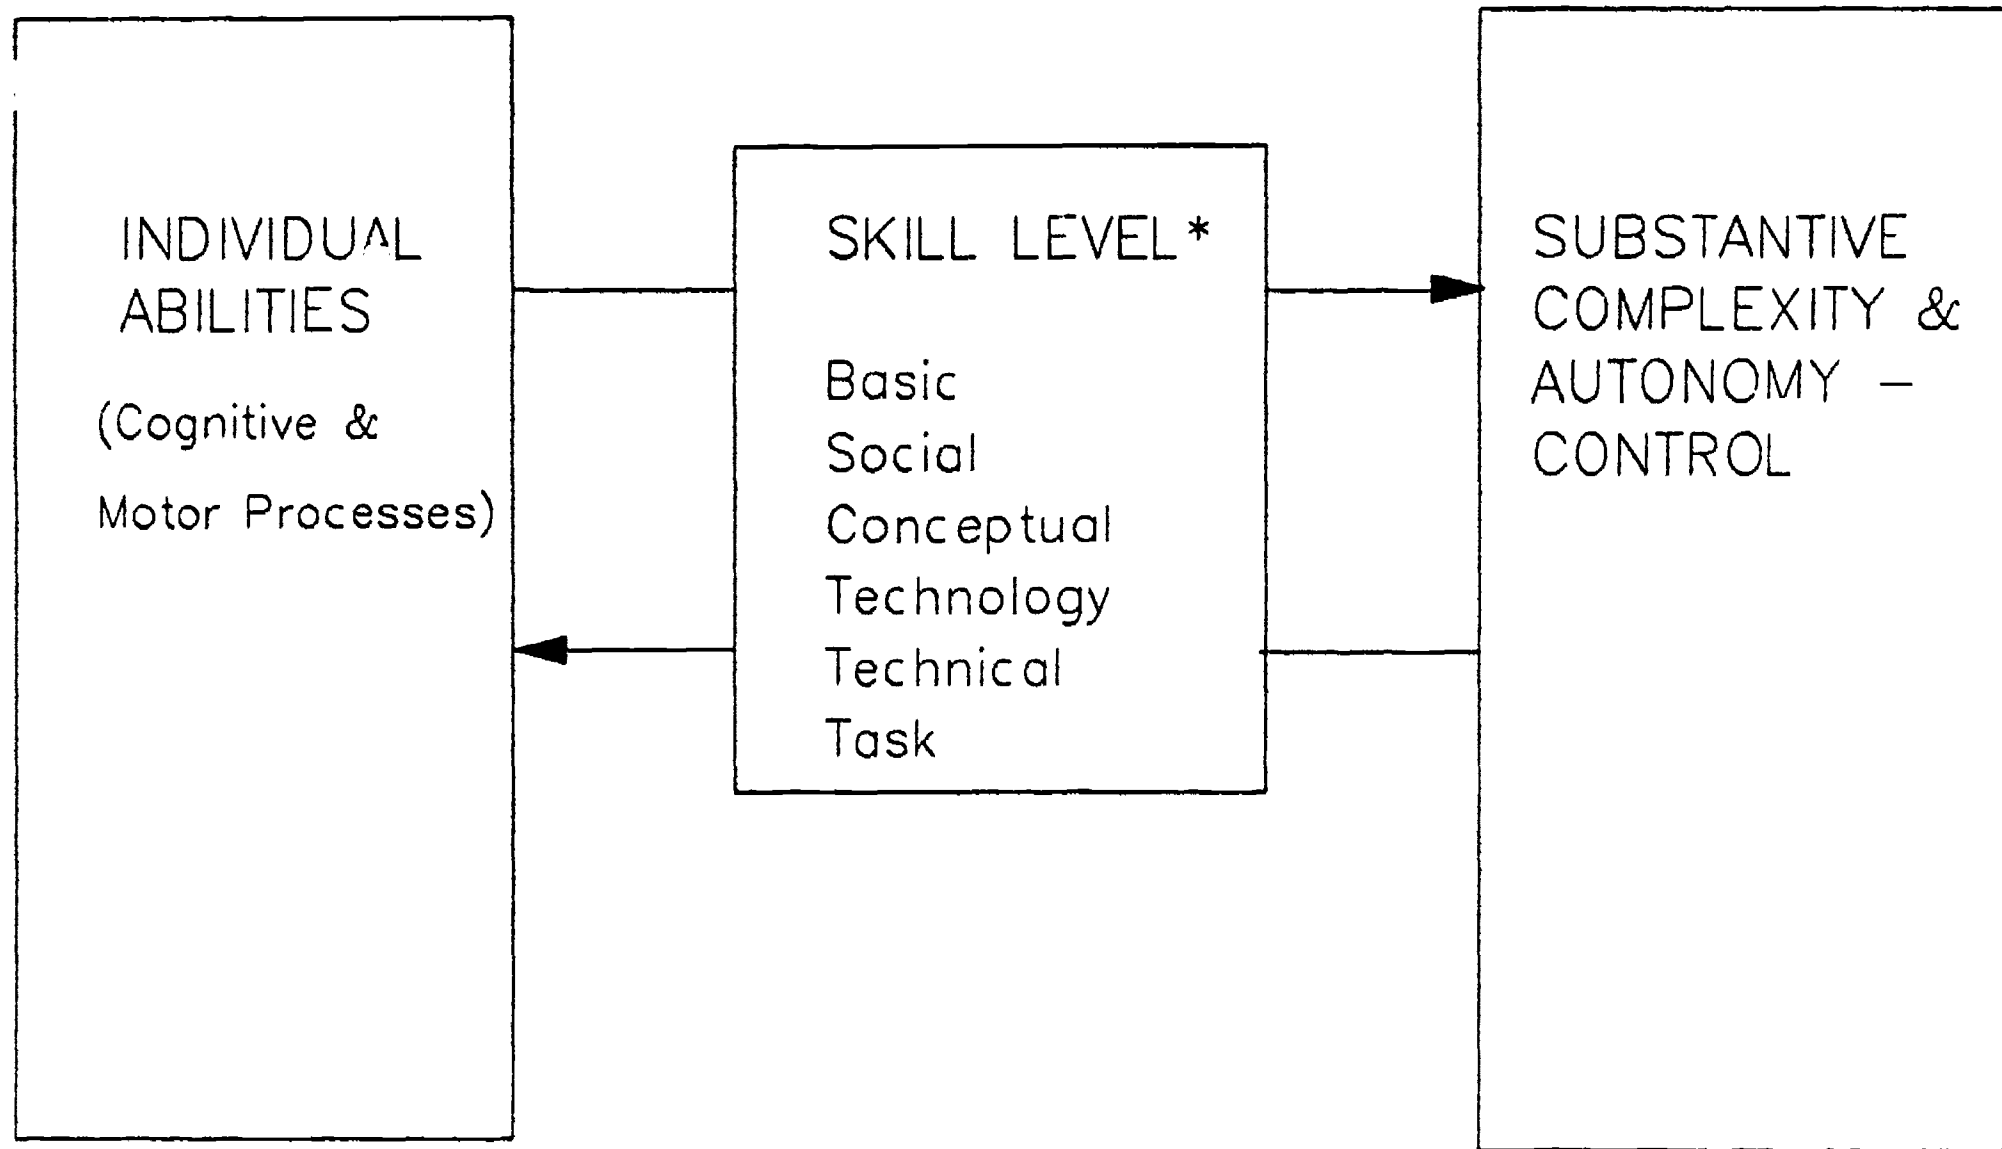 INDIVIDUAL
ABILITIES
(Cognitive &
Motor Processes)
SKILL LEVEL*
Basic
Social
Conceptual
Technology
Technical
Task
SUBSTANTIVE
COMPLEXITY &
AUTONOMY –
CONTROL